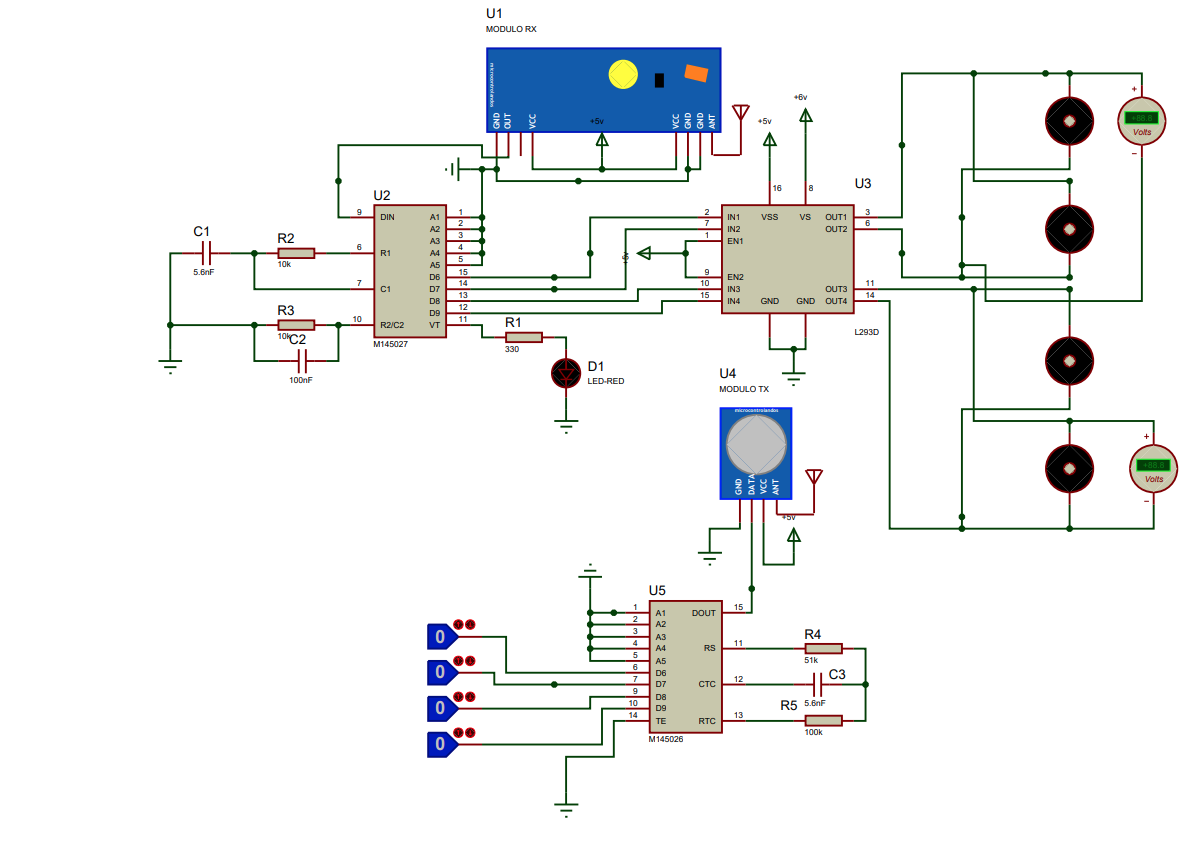 U1
MODULO RX
microcontrolandos
GND
OUT
VCC
+5v
VCC
GND
GND
ANT
+5v
+6v
+88.8
Volts
+
−
U2
9 DIN
6 R1
7 C1
10 R2/C2
A1 1
A2 2
A3 3
A4 4
A5 5
D6 15
D7 14
D8 13
D9 12
VT 11
M145027
C1
5.6nF
R2
10k
R3
10k
C2
100nF
R1
330
D1
LED-RED
U3
16 8
VSS VS
2 IN1
7 IN2
1 EN1
9 EN2
10 IN3
15 IN4
OUT1 3
OUT2 6
OUT3 11
OUT4 14
GND GND
L293D
+5v
U4
MODULO TX
microcontrolandos
GND
DATA
VCC
ANT
+5v
+88.8
Volts
+
−
U5
1 A1
2 A2
3 A3
4 A4
5 A5
6 D6
7 D7
9 D8
10 D9
14 TE
DOUT 15
RS 11
CTC 12
RTC 13
M145026
R4
51k
C3
5.6nF
R5
100k
0
0
0
0